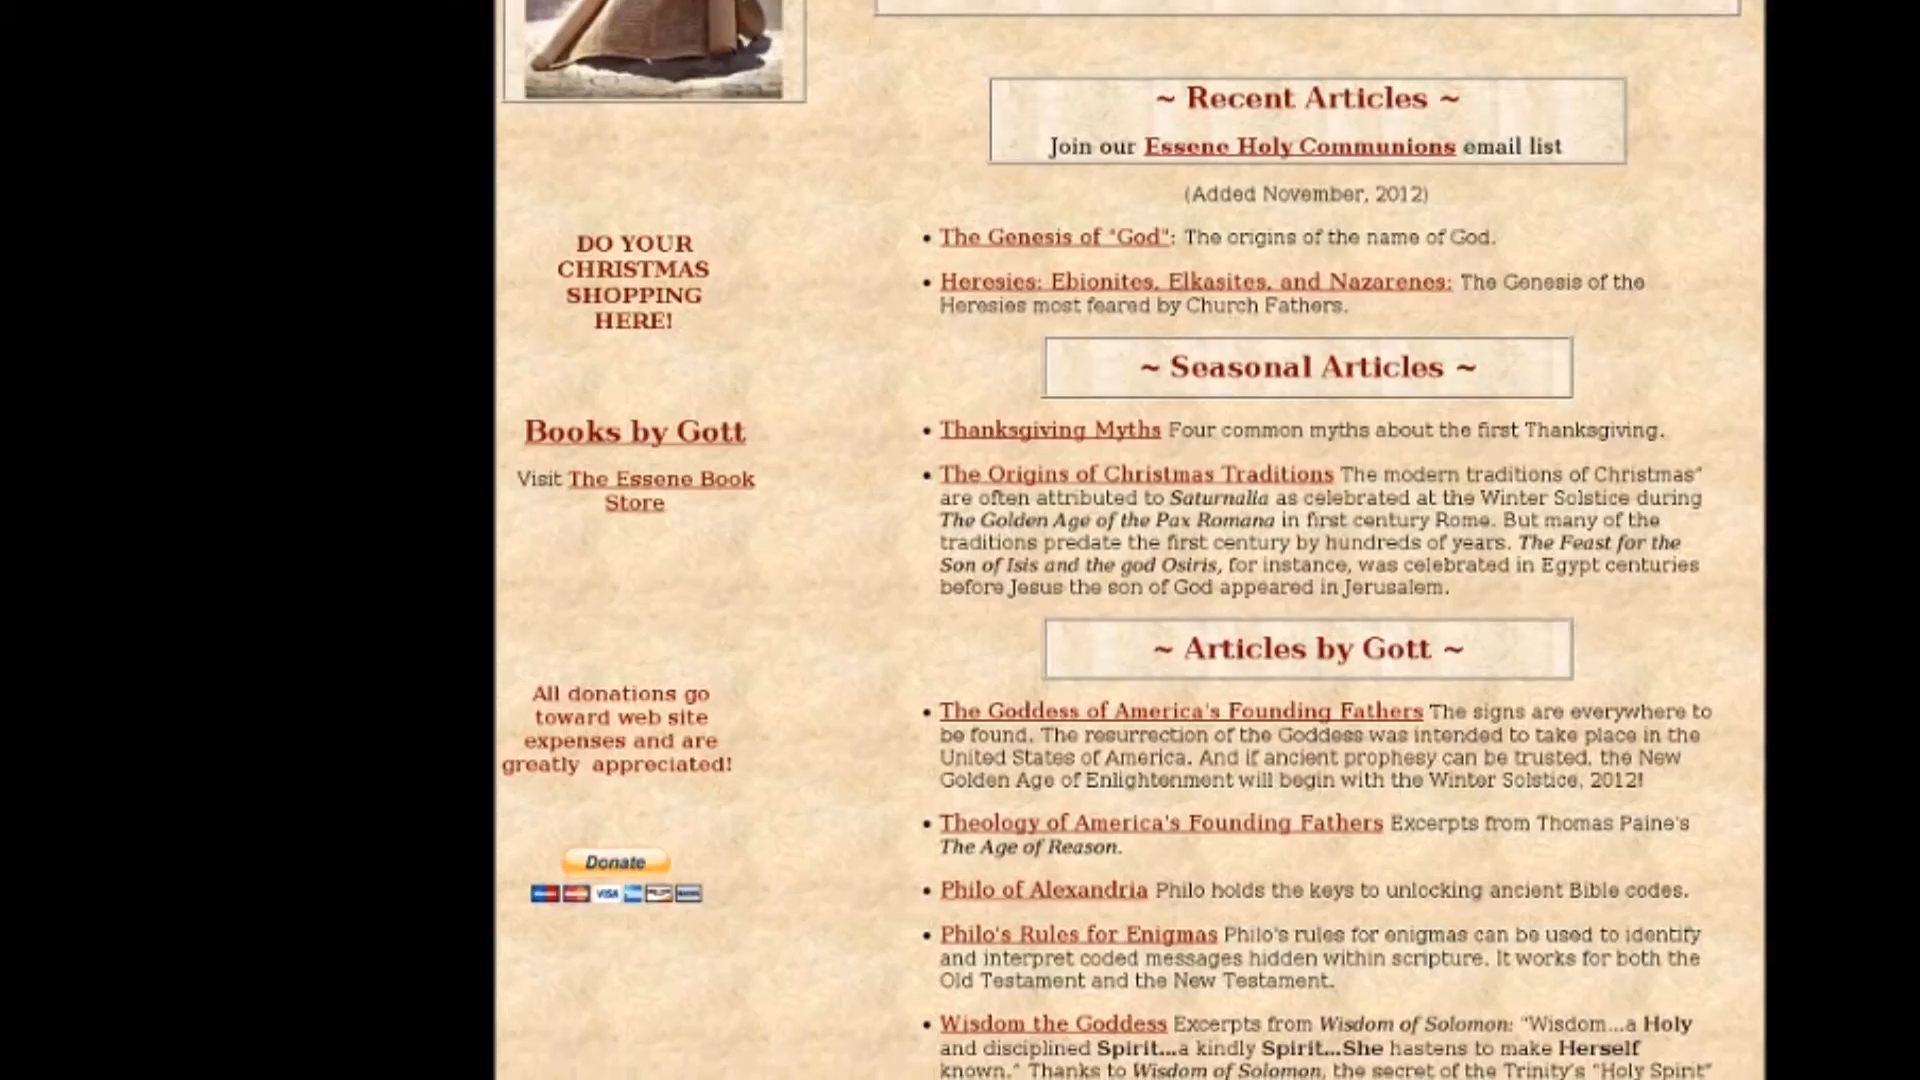 ~ Recent Articles ~
Join our Essene Holy Communions email list
(Added November, 2012)
• The Genesis of "God": The origins of the name of God.
• Heresies: Ebionites, Elkasites, and Nazarenes: The Genesis of the
Heresies most feared by Church Fathers.
~ Seasonal Articles ~
• Thanksgiving Myths Four common myths about the first Thanksgiving.
• The Origins of Christmas Traditions The modern traditions of Christmas"
are often attributed to Saturnalia as celebrated at the Winter Solstice during
The Golden Age of the Pax Romana in first century Rome. But many of the
traditions predate the first century by hundreds of years. The Feast for the
Son of Isis and the god Osiris, for instance, was celebrated in Egypt centuries
before Jesus the son of God appeared in Jerusalem.
~ Articles by Gott ~
• The Goddess of America's Founding Fathers The signs are everywhere to
be found. The resurrection of the Goddess was intended to take place in the
United States of America. And if ancient prophesy can be trusted, the New
Golden Age of Enlightenment will begin with the Winter Solstice, 2012!
• Theology of America's Founding Fathers Excerpts from Thomas Paine's
The Age of Reason.
• Philo of Alexandria Philo holds the keys to unlocking ancient Bible codes.
• Philo's Rules for Enigmas Philo's rules for enigmas can be used to identify
and interpret coded messages hidden within scripture. It works for both the
Old Testament and the New Testament.
• Wisdom the Goddess Excerpts from Wisdom of Solomon: "Wisdom...a Holy
and disciplined Spirit...a kindly Spirit...She hastens to make Herself
known." Thanks to Wisdom of Solomon, the secret of the Trinity's "Holy Spirit"
DO YOUR
CHRISTMAS
SHOPPING
HERE!
Books by Gott
Visit The Essene Book
Store
All donations go
toward web site
expenses and are
greatly appreciated!
Donate
VISA